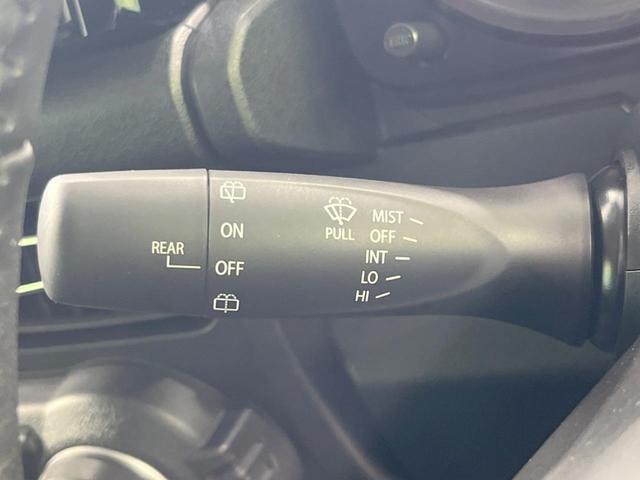 REAR
ON
OFF
PULL
MIST
OFF
INT
LO
HI